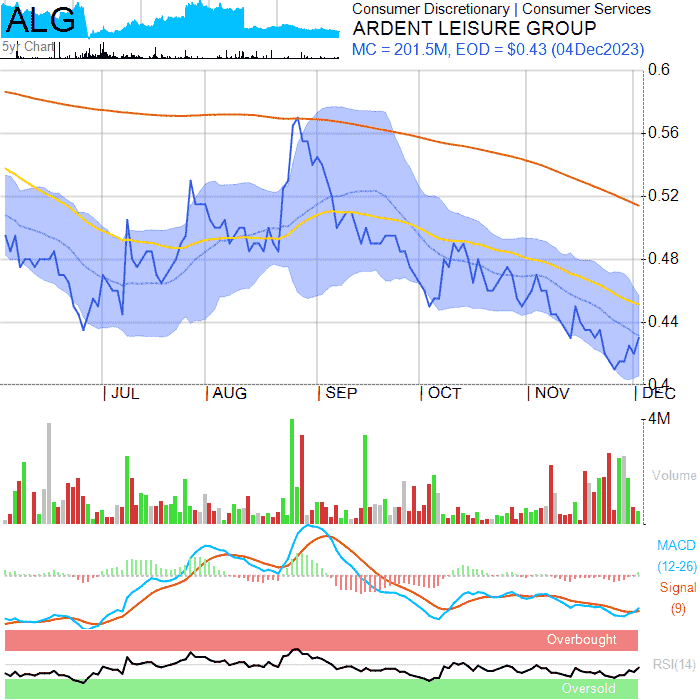 ALG
5yr Chart
Consumer Discretionary | Consumer Services
ARDENT LEISURE GROUP
MC = 201.5M, EOD = $0.43 (04Dec2023)
0.6
0.56
0.52
0.48
0.44
0.4
JUL
AUG
SEP
OCT
NOV
DEC
4M
Volume
MACD
(12-26)
Signal
(9)
Overbought
RSI(14)
Oversold